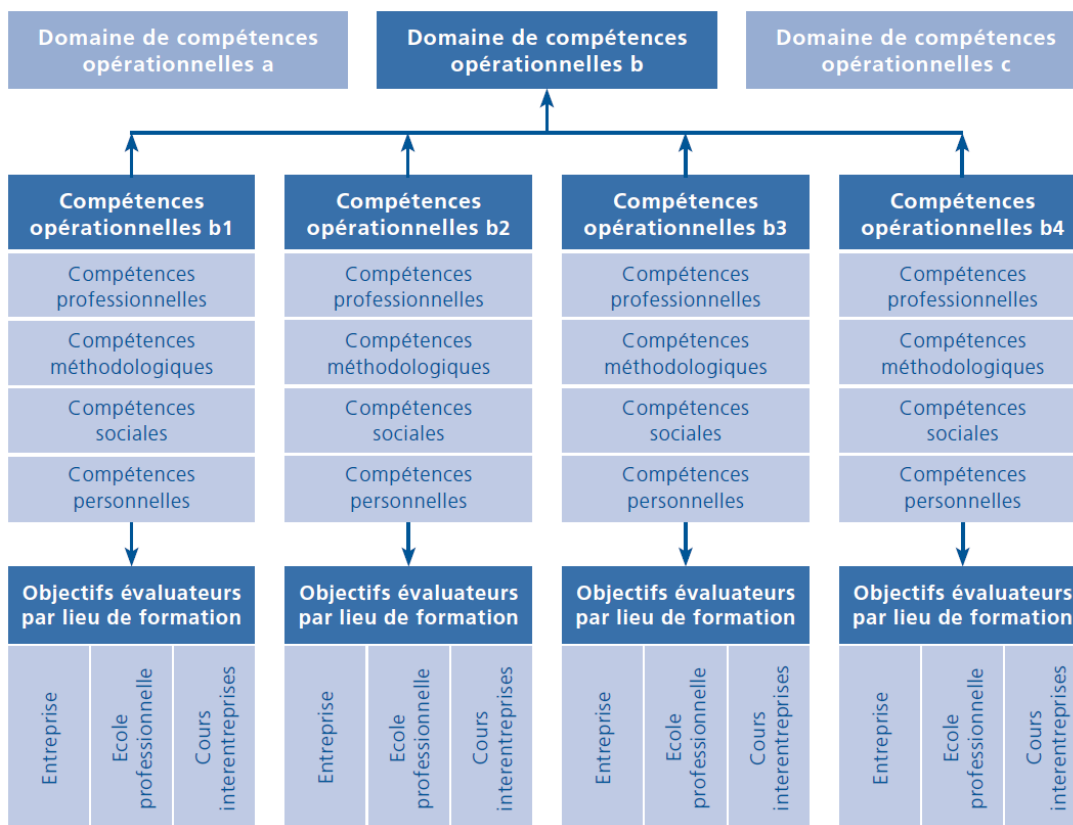 Domaine de compétences
opérationnelles a
Domaine de compétences
opérationnelles b
Domaine de compétences
opérationnelles c
Compétences
opérationnelles b1
Compétences
professionnelles
Compétences
méthodologiques
Compétences
sociales
Compétences
personnelles
Objectifs évaluateurs
par lieu de formation
Entreprise
Ecole
professionnelle
Cours
interentreprises
Compétences
opérationnelles b2
Compétences
professionnelles
Compétences
méthodologiques
Compétences
sociales
Compétences
personnelles
Objectifs évaluateurs
par lieu de formation
Entreprise
Ecole
professionnelle
Cours
interentreprises
Compétences
opérationnelles b3
Compétences
professionnelles
Compétences
méthodologiques
Compétences
sociales
Compétences
personnelles
Objectifs évaluateurs
par lieu de formation
Entreprise
Ecole
professionnelle
Cours
interentreprises
Compétences
opérationnelles b4
Compétences
professionnelles
Compétences
méthodologiques
Compétences
sociales
Compétences
personnelles
Objectifs évaluateurs
par lieu de formation
Entreprise
Ecole
professionnelle
Cours
interentreprises